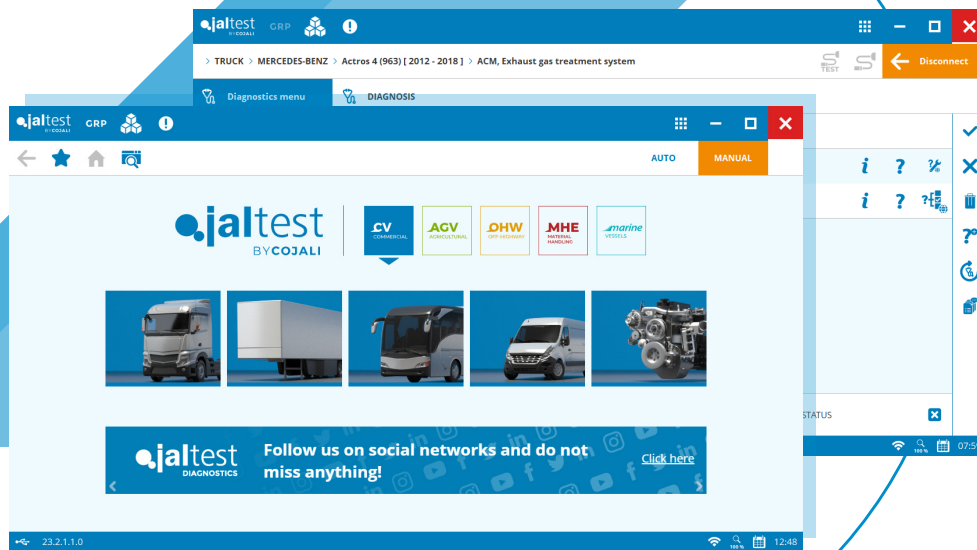 jaltest
BY COJALI
GRP
> TRUCK > MERCEDES-BENZ > Actros 4 (963) [ 2012 - 2018 ] > ACM, Exhaust gas treatment system
TEST
Disconnect
Diagnostics menu
DIAGNOSIS
jaltest
BY COJALI
GRP
AUTO
MANUAL
jaltest
BY COJALI
CV
COMMERCIAL
AGV
AGRICULTURAL
OHW
OFF-HIGHWAY
MHE
MATERIAL
HANDLING
marine
VESSELS
STATUS
100 %
07:59
jaltest
DIAGNOSTICS
Follow us on social networks and do not
miss anything!
Click here
23.2.1.1.0
100 %
12:48